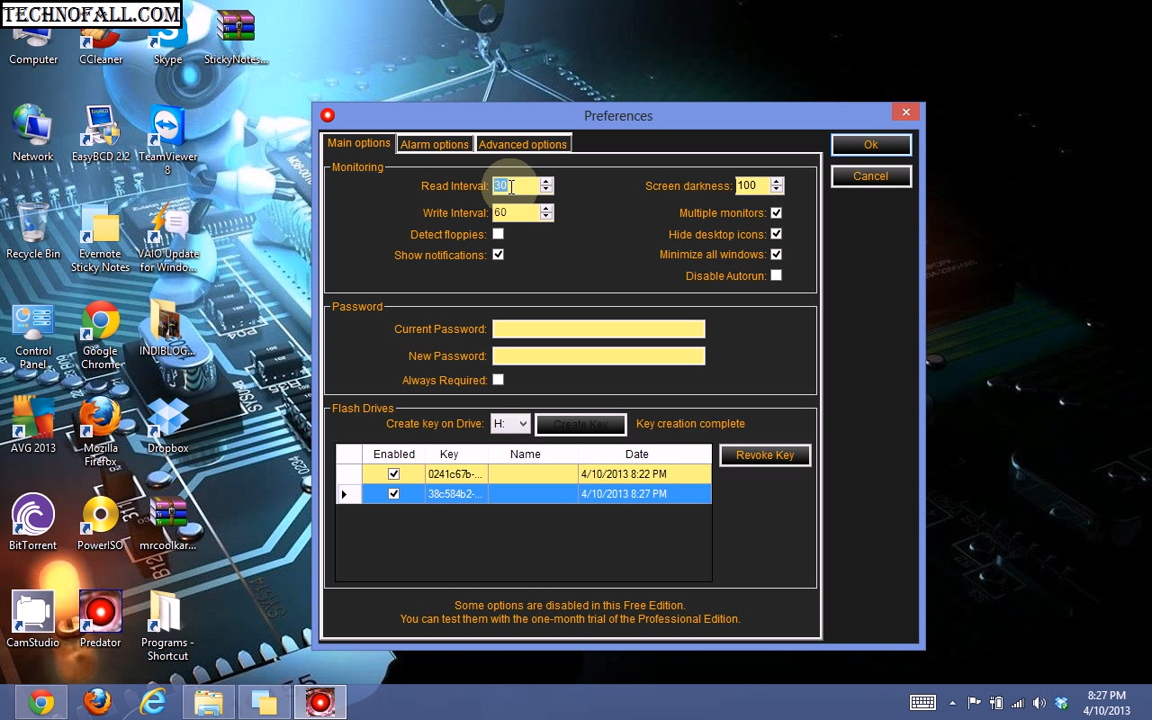 TECHNOFALL.COM
Computer
CCleaner
Skype
StickyNotes...
Network
EasyBCD 2.2
TeamViewer
8
Recycle Bin
Evernote
Sticky Notes
VAIO Update
for Window...
Control
Panel
Google
Chrome
INDIBLOG...
AVG 2013
Mozilla
Firefox
Dropbox
BitTorrent
PowerISO
mrcoolkar...
CamStudio
Predator
Programs -
Shortcut
Preferences
Main options
Alarm options
Advanced options
Ok
Cancel
Monitoring
Read Interval: 30
Screen darkness: 100
Write Interval: 60
Multiple monitors:
Detect floppies:
Hide desktop icons:
Show notifications:
Minimize all windows:
Disable Autorun:
Password
Current Password:
New Password:
Always Required:
Flash Drives
Create key on Drive: H: Create Key Key creation complete
Enabled Key Name Date
Revoke Key
0241c67b-... 4/10/2013 8:22 PM
38c584b2-... 4/10/2013 8:27 PM
Some options are disabled in this Free Edition.
You can test them with the one-month trial of the Professional Edition.
8:27 PM
4/10/2013